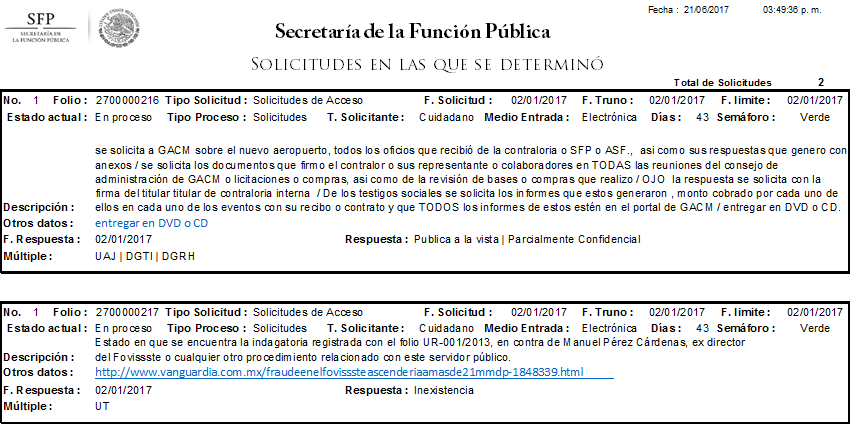 Fecha : 21/06/2017 03:49:36 p. m.
SFP
SECRETARÍA DE
LA FUNCIÓN PÚBLICA
Secretaría de la Función Pública
SOLICITUDES EN LAS QUE SE DETERMINÓ
Total de Solicitudes 2
No. 1 Folio : 2700000216 Tipo Solicitud : Solicitudes de Acceso F. Solicitud : 02/01/2017 F. Truno : 02/01/2017 F. limite : 02/01/2017
Estado actual : En proceso Tipo Proceso : Solicitudes T. Solicitante : Cuidadano Medio Entrada : Electrónica Días : 43 Semáforo : Verde
se solicita a GACM sobre el nuevo aeropuerto, todos los oficios que recibió de la contraloria o SFP o ASF., asi como sus respuestas que genero con
anexos / se solicita los documentos que firmo el contralor o sus representante o colaboradores en TODAS las reuniones del consejo de
administración de GACM o licitaciones o compras, asi como de la revisión de bases o compras que realizo / OJO la respuesta se solicita con la
firma del titular titular de contraloria interna / De los testigos sociales se solicita los informes que estos generaron , monto cobrado por cada uno de
Descripción : ellos en cada uno de los eventos con su recibo o contrato y que TODOS los informes de estos estén en el portal de GACM / entregar en DVD o CD.
Otros datos : entregar en DVD o CD
F. Respuesta : 02/01/2017 Respuesta : Publica a la vista | Parcialmente Confidencial
Múltiple : UAJ | DGTI | DGRH
No. 1 Folio : 2700000217 Tipo Solicitud : Solicitudes de Acceso F. Solicitud : 02/01/2017 F. Truno : 02/01/2017 F. limite : 02/01/2017
Estado actual : En proceso Tipo Proceso : Solicitudes T. Solicitante : Cuidadano Medio Entrada : Electrónica Días : 43 Semáforo : Verde
Estado en que se encuentra la indagatoria registrada con el folio UR-001/2013, en contra de Manuel Pérez Cárdenas, ex director
Descripción : del Fovissste o cualquier otro procedimiento relacionado con este servidor público.
Otros datos : http://www.vanguardia.com.mx/fraudeenelfovisssteascenderiaamasde21mmdp-1848339.html
F. Respuesta : 02/01/2017 Respuesta : Inexistencia
Múltiple : UT